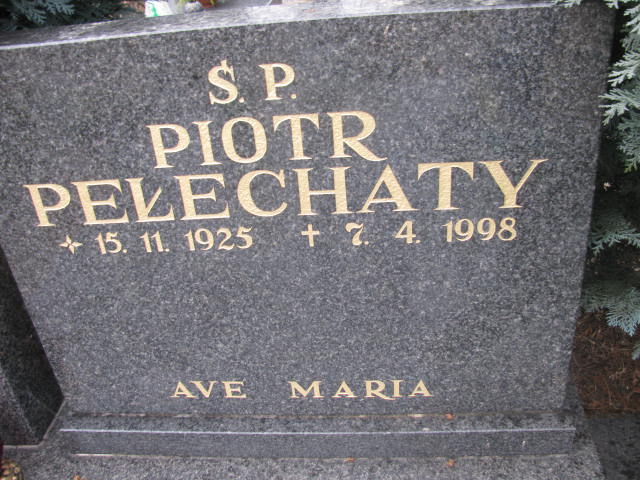 Ś. P.
PIOTR
PEŁECHATY
✶ 15. 11. 1925 ✝ 7. 4. 1998
AVE MARIA